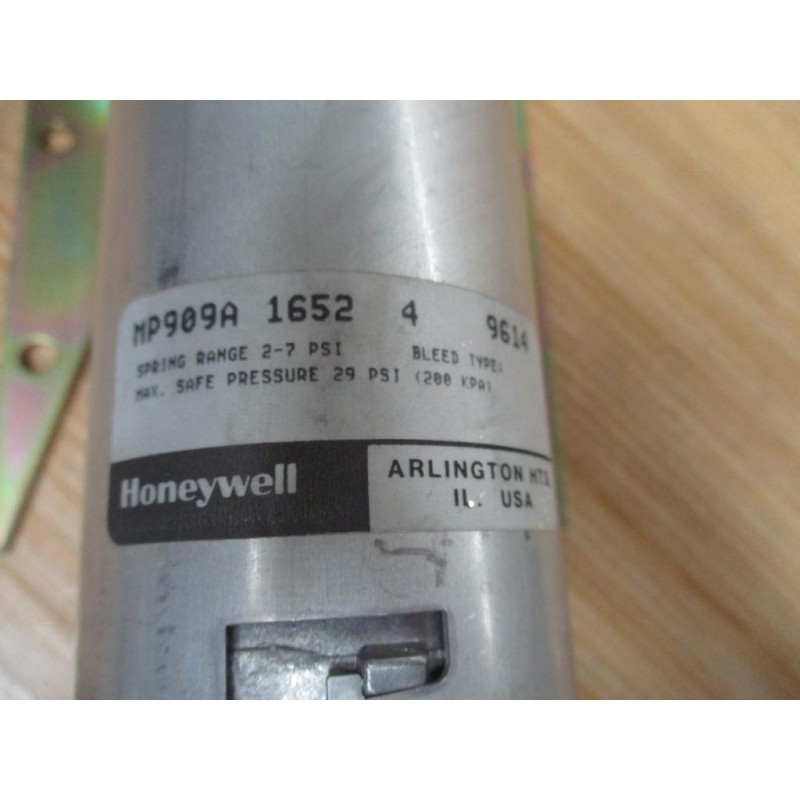 MP909A 1652 4 9614
SPRING RANGE 2-7 PSI BLEED TYPE:
MAX. SAFE PRESSURE 29 PSI (200 KPA)
Honeywell
ARLINGTON HTS.
IL. USA